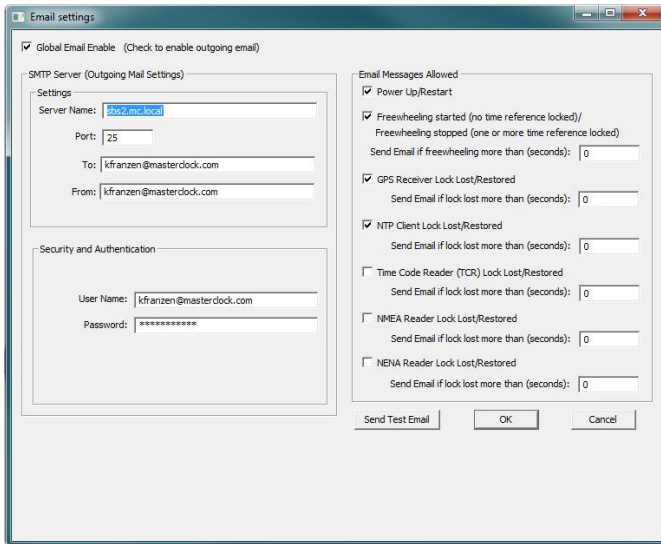 Email settings
Global Email Enable (Check to enable outgoing email)
SMTP Server (Outgoing Mail Settings)
Settings
Server Name: sbs2.mc.local
Port: 25
To: kfranzen@masterclock.com
From: kfranzen@masterclock.com
Security and Authentication
User Name: kfranzen@masterclock.com
Password: ***********
Email Messages Allowed
Power Up/Restart
Freewheeling started (no time reference locked)/
Freewheeling stopped (one or more time reference locked)
Send Email if freewheeling more than (seconds): 0
GPS Receiver Lock Lost/Restored
Send Email if lock lost more than (seconds): 0
NTP Client Lock Lost/Restored
Send Email if lock lost more than (seconds): 0
Time Code Reader (TCR) Lock Lost/Restored
Send Email if lock lost more than (seconds): 0
NMEA Reader Lock Lost/Restored
Send Email if lock lost more than (seconds): 0
NENA Reader Lock Lost/Restored
Send Email if lock lost more than (seconds): 0
Send Test Email
OK
Cancel